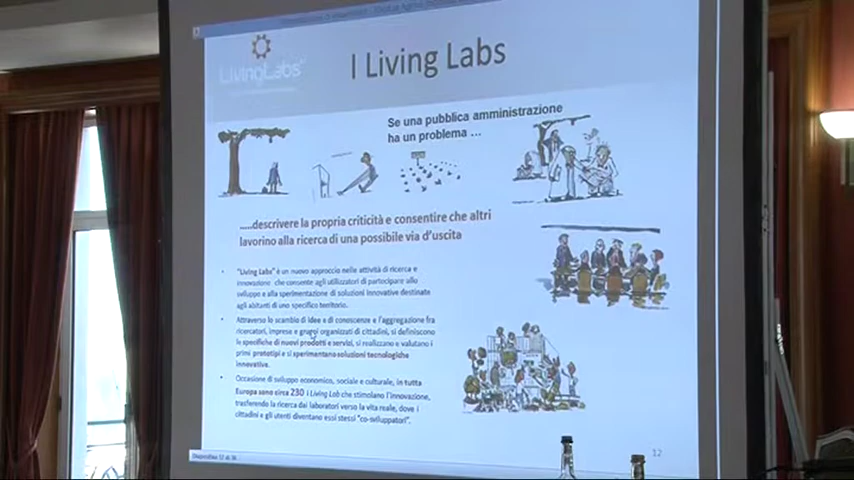 LivingLabs
I Living Labs
Se una pubblica amministrazione
ha un problema ...
.....descrivere la propria criticità e consentire che altri
lavorino alla ricerca di una possibile via d'uscita
"Living Labs" è un nuovo approccio nelle attività di ricerca e
innovazione che consente agli utilizzatori di partecipare allo
sviluppo e alla sperimentazione di soluzioni innovative destinate
agli abitanti di uno specifico territorio.
Attraverso lo scambio di idee e di conoscenze e l'aggregazione fra
ricercatori, imprese e gruppi organizzati di cittadini, si definiscono
le specifiche di nuovi prodotti e servizi, si realizzano e valutano i
primi prototipi e si sperimentano soluzioni tecnologiche
innovative.
Occasione di sviluppo economico, sociale e culturale, in tutta
Europa sono circa 230 i Living Lab che stimolano l'innovazione,
trasferendo la ricerca dai laboratori verso la vita reale, dove i
cittadini e gli utenti diventano essi stessi "co-sviluppatori".
12
Diapositiva 12 di